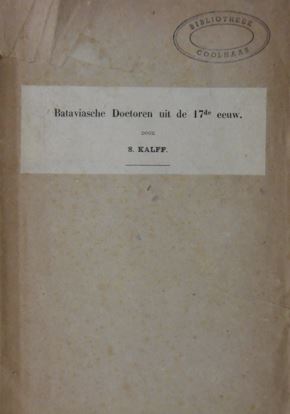 BIBLIOTHEEK
COOLHAAS
Bataviasche Doctoren uit de 17de eeuw.
DOOR
S. KALFF.